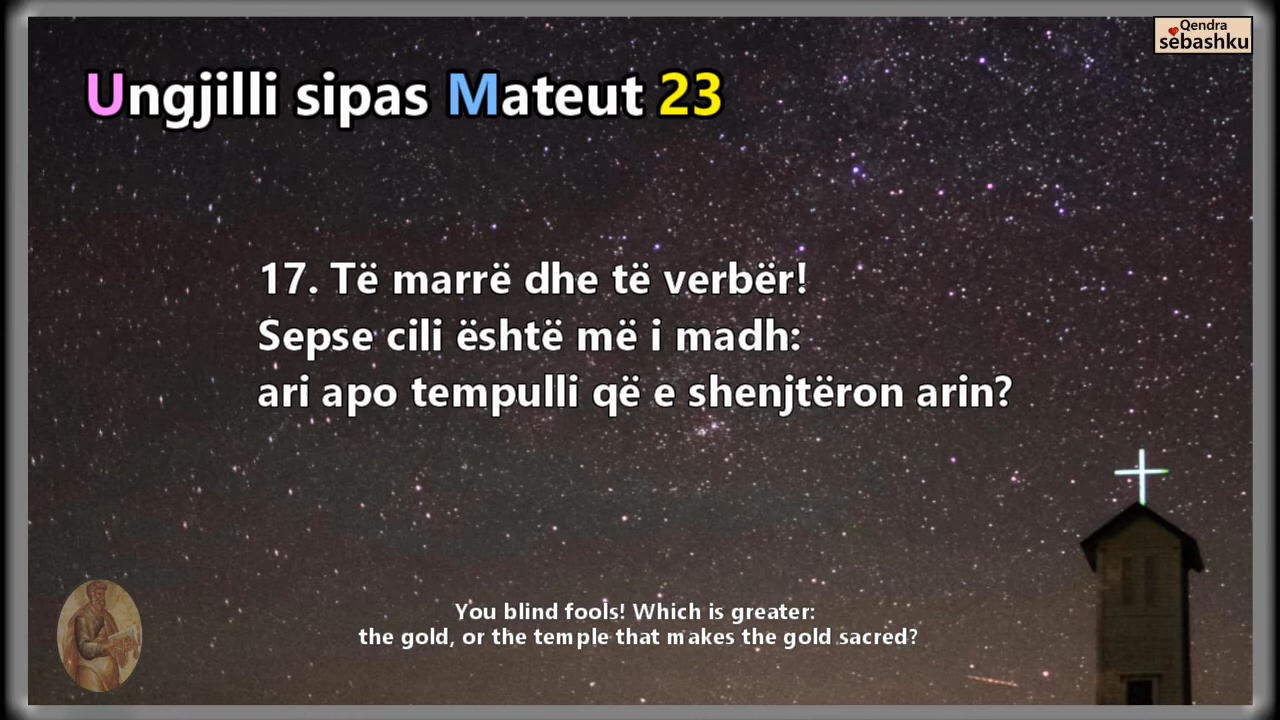 Qendra
sebashku
Ungjilli sipas Mateut 23
17. Të marrë dhe të verbër!
Sepse cili është më i madh:
ari apo tempulli që e shenjtëron arin?
You blind fools! Which is greater:
the gold, or the temple that makes the gold sacred?